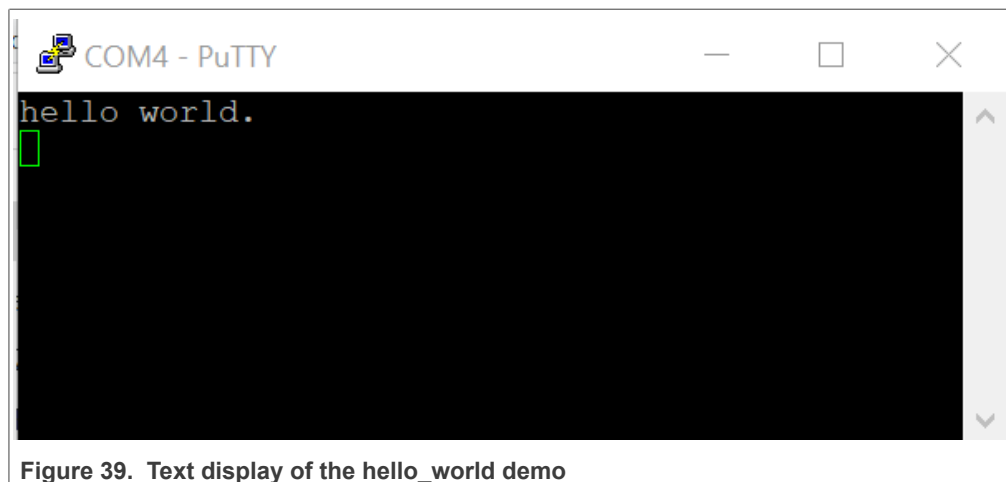 COM4 - PuTTY
hello world.
Figure 39. Text display of the hello_world demo